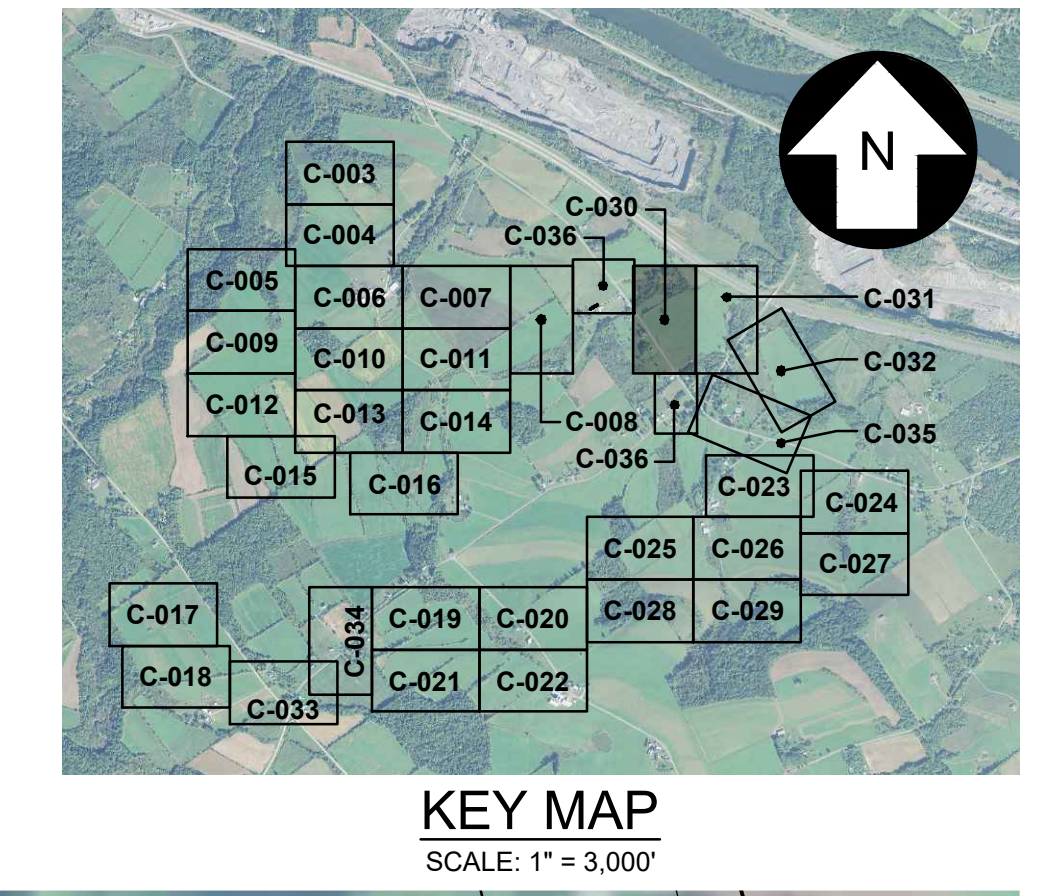 C-003
N
C-030
C-036
C-004
C-005
C-006
C-007
C-031
C-009
C-010
C-011
C-032
C-012
C-013
C-014
C-008
C-035
C-036
C-015
C-016
C-023
C-024
C-025
C-026
C-027
C-017
C-034
C-019
C-020
C-028
C-029
C-018
C-033
C-021
C-022
KEY MAP
SCALE: 1" = 3,000'